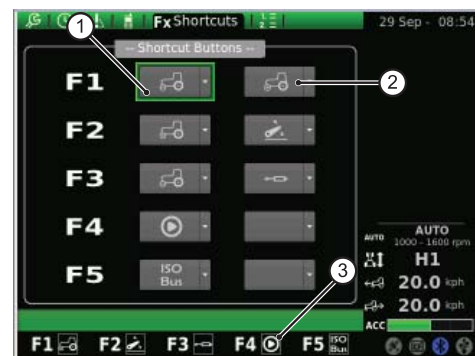 Fx Shortcuts
29 Sep - 08:54
1
-- Shortcut Buttons --
F1
2
F2
F3
F4
AUTO AUTO
1000 - 1600 rpm
F5 ISO Bus
H1
3
20.0 kph
20.0 kph
ACC
F1 F2 F3 F4 F5 ISO Bus